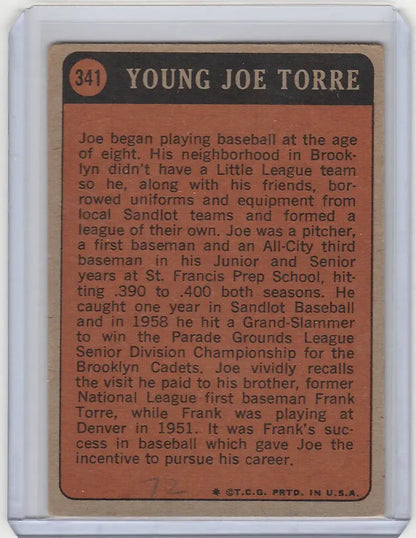 341 YOUNG JOE TORRE
Joe began playing baseball at the age
of eight. His neighborhood in Brook-
lyn didn't have a Little League team
so he, along with his friends, bor-
rowed uniforms and equipment from
local Sandlot teams and formed a
league of their own. Joe was a pitcher,
a first baseman and an All-City third
baseman in his Junior and Senior
years at St. Francis Prep School, hit-
ting .390 to .400 both seasons. He
caught one year in Sandlot Baseball
and in 1958 he hit a Grand-Slammer
to win the Parade Grounds League
Senior Division Championship for the
Brooklyn Cadets. Joe vividly recalls
the visit he paid to his brother, former
National League first baseman Frank
Torre, while Frank was playing at
Denver in 1951. It was Frank's suc-
cess in baseball which gave Joe the
incentive to pursue his career.
72
* ©T.C.G. PRTD. IN U.S.A.